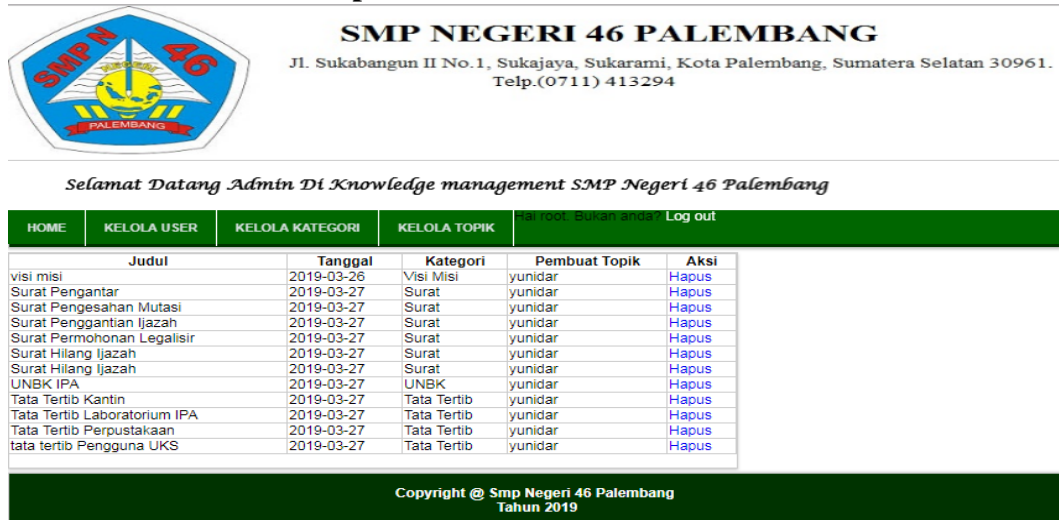 SMPN 46
NEGERI
PALEMBANG
SMP NEGERI 46 PALEMBANG
Jl. Sukabangun II No.1, Sukajaya, Sukarami, Kota Palembang, Sumatera Selatan 30961.
Telp.(0711) 413294
Selamat Datang Admin Di Knowledge management SMP Negeri 46 Palembang
HOME KELOLA USER KELOLA KATEGORI KELOLA TOPIK Hai root. Bukan anda? Log out
Judul Tanggal Kategori Pembuat Topik Aksi
visi misi 2019-03-26 Visi Misi yunidar Hapus
Surat Pengantar 2019-03-27 Surat yunidar Hapus
Surat Pengesahan Mutasi 2019-03-27 Surat yunidar Hapus
Surat Penggantian Ijazah 2019-03-27 Surat yunidar Hapus
Surat Permohonan Legalisir 2019-03-27 Surat yunidar Hapus
Surat Hilang Ijazah 2019-03-27 Surat yunidar Hapus
Surat Hilang Ijazah 2019-03-27 Surat yunidar Hapus
UNBK IPA 2019-03-27 UNBK yunidar Hapus
Tata Tertib Kantin 2019-03-27 Tata Tertib yunidar Hapus
Tata Tertib Laboratorium IPA 2019-03-27 Tata Tertib yunidar Hapus
Tata Tertib Perpustakaan 2019-03-27 Tata Tertib yunidar Hapus
tata tertib Pengguna UKS 2019-03-27 Tata Tertib yunidar Hapus
Copyright @ Smp Negeri 46 Palembang
Tahun 2019